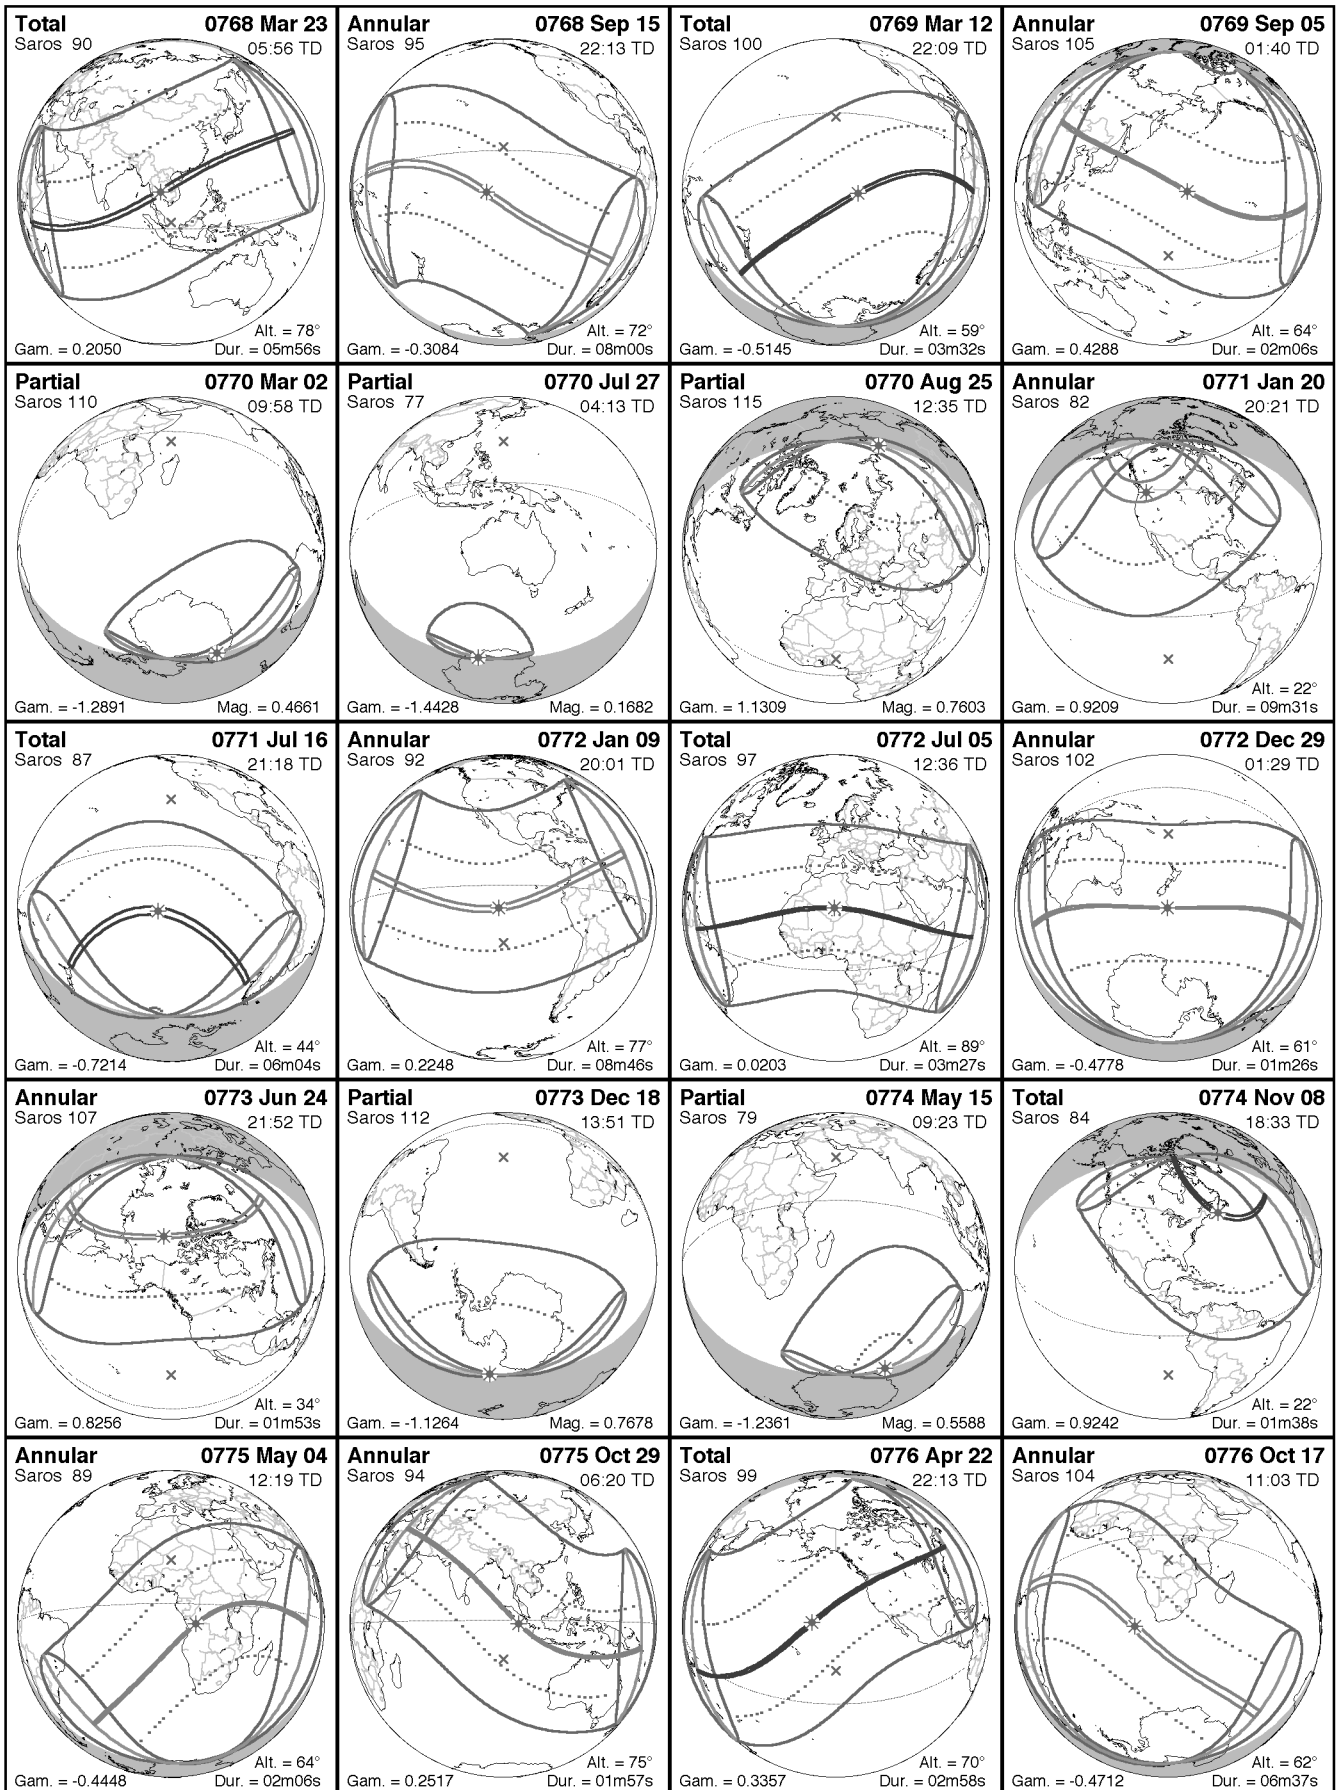 Total 0768 Mar 23
Saros 90 05:56 TD
Alt. = 78°
Gam. = 0.2050 Dur. = 05m56s
Annular 0768 Sep 15
Saros 95 22:13 TD
Alt. = 72°
Gam. = -0.3084 Dur. = 08m00s
Total 0769 Mar 12
Saros 100 22:09 TD
Alt. = 59°
Gam. = -0.5145 Dur. = 03m32s
Annular 0769 Sep 05
Saros 105 01:40 TD
Alt. = 64°
Gam. = 0.4288 Dur. = 02m06s
Partial 0770 Mar 02
Saros 110 09:58 TD
Gam. = -1.2891 Mag. = 0.4661
Partial 0770 Jul 27
Saros 77 04:13 TD
Gam. = -1.4428 Mag. = 0.1682
Partial 0770 Aug 25
Saros 115 12:35 TD
Gam. = 1.1309 Mag. = 0.7603
Annular 0771 Jan 20
Saros 82 20:21 TD
Alt. = 22°
Gam. = 0.9209 Dur. = 09m31s
Total 0771 Jul 16
Saros 87 21:18 TD
Alt. = 44°
Gam. = -0.7214 Dur. = 06m04s
Annular 0772 Jan 09
Saros 92 20:01 TD
Alt. = 77°
Gam. = 0.2248 Dur. = 08m46s
Total 0772 Jul 05
Saros 97 12:36 TD
Alt. = 89°
Gam. = 0.0203 Dur. = 03m27s
Annular 0772 Dec 29
Saros 102 01:29 TD
Alt. = 61°
Gam. = -0.4778 Dur. = 01m26s
Annular 0773 Jun 24
Saros 107 21:52 TD
Alt. = 34°
Gam. = 0.8256 Dur. = 01m53s
Partial 0773 Dec 18
Saros 112 13:51 TD
Gam. = -1.1264 Mag. = 0.7678
Partial 0774 May 15
Saros 79 09:23 TD
Gam. = -1.2361 Mag. = 0.5588
Total 0774 Nov 08
Saros 84 18:33 TD
Alt. = 22°
Gam. = 0.9242 Dur. = 01m38s
Annular 0775 May 04
Saros 89 12:19 TD
Alt. = 64°
Gam. = -0.4448 Dur. = 02m06s
Annular 0775 Oct 29
Saros 94 06:20 TD
Alt. = 75°
Gam. = 0.2517 Dur. = 01m57s
Total 0776 Apr 22
Saros 99 22:13 TD
Alt. = 70°
Gam. = 0.3357 Dur. = 02m58s
Annular 0776 Oct 17
Saros 104 11:03 TD
Alt. = 62°
Gam. = -0.4712 Dur. = 06m37s